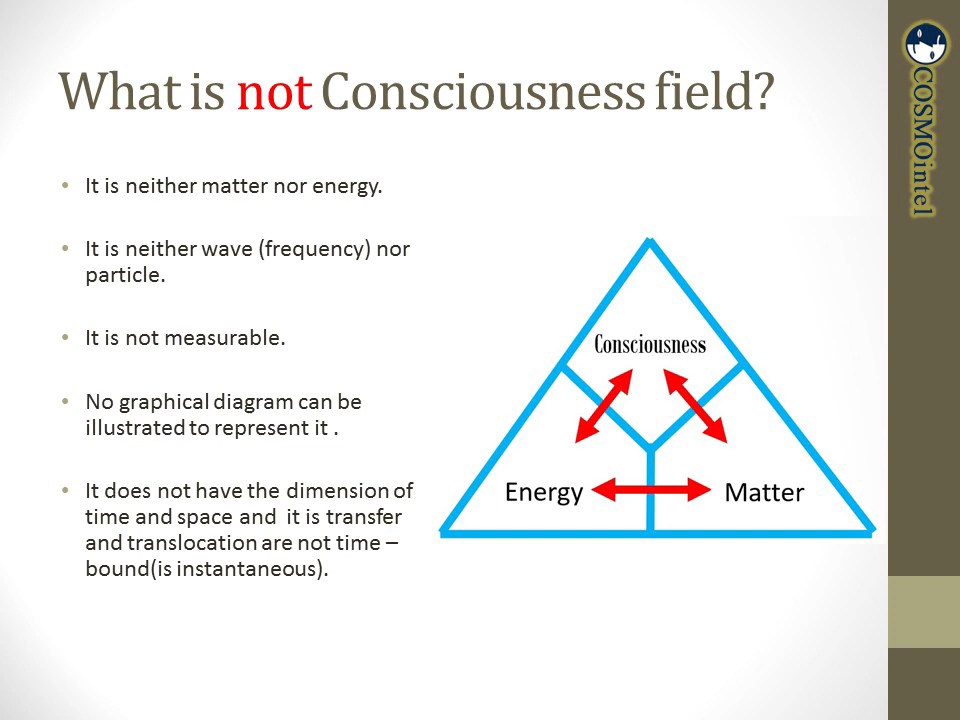 What is not Consciousness field?
• It is neither matter nor energy.
• It is neither wave (frequency) nor
particle.
• It is not measurable.
• No graphical diagram can be
illustrated to represent it .
• It does not have the dimension of
time and space and it is transfer
and translocation are not time –
bound(is instantaneous).
Consciousness
Energy
Matter
COSMOintel